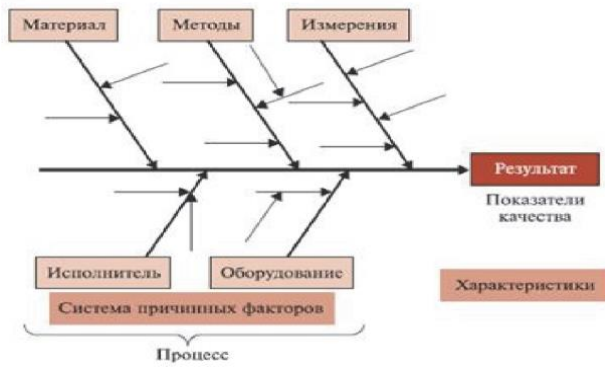 Материал
Методы
Измерения
Результат
Показатели
качества
Исполнитель
Оборудование
Характеристики
Система причинных факторов
Процесс